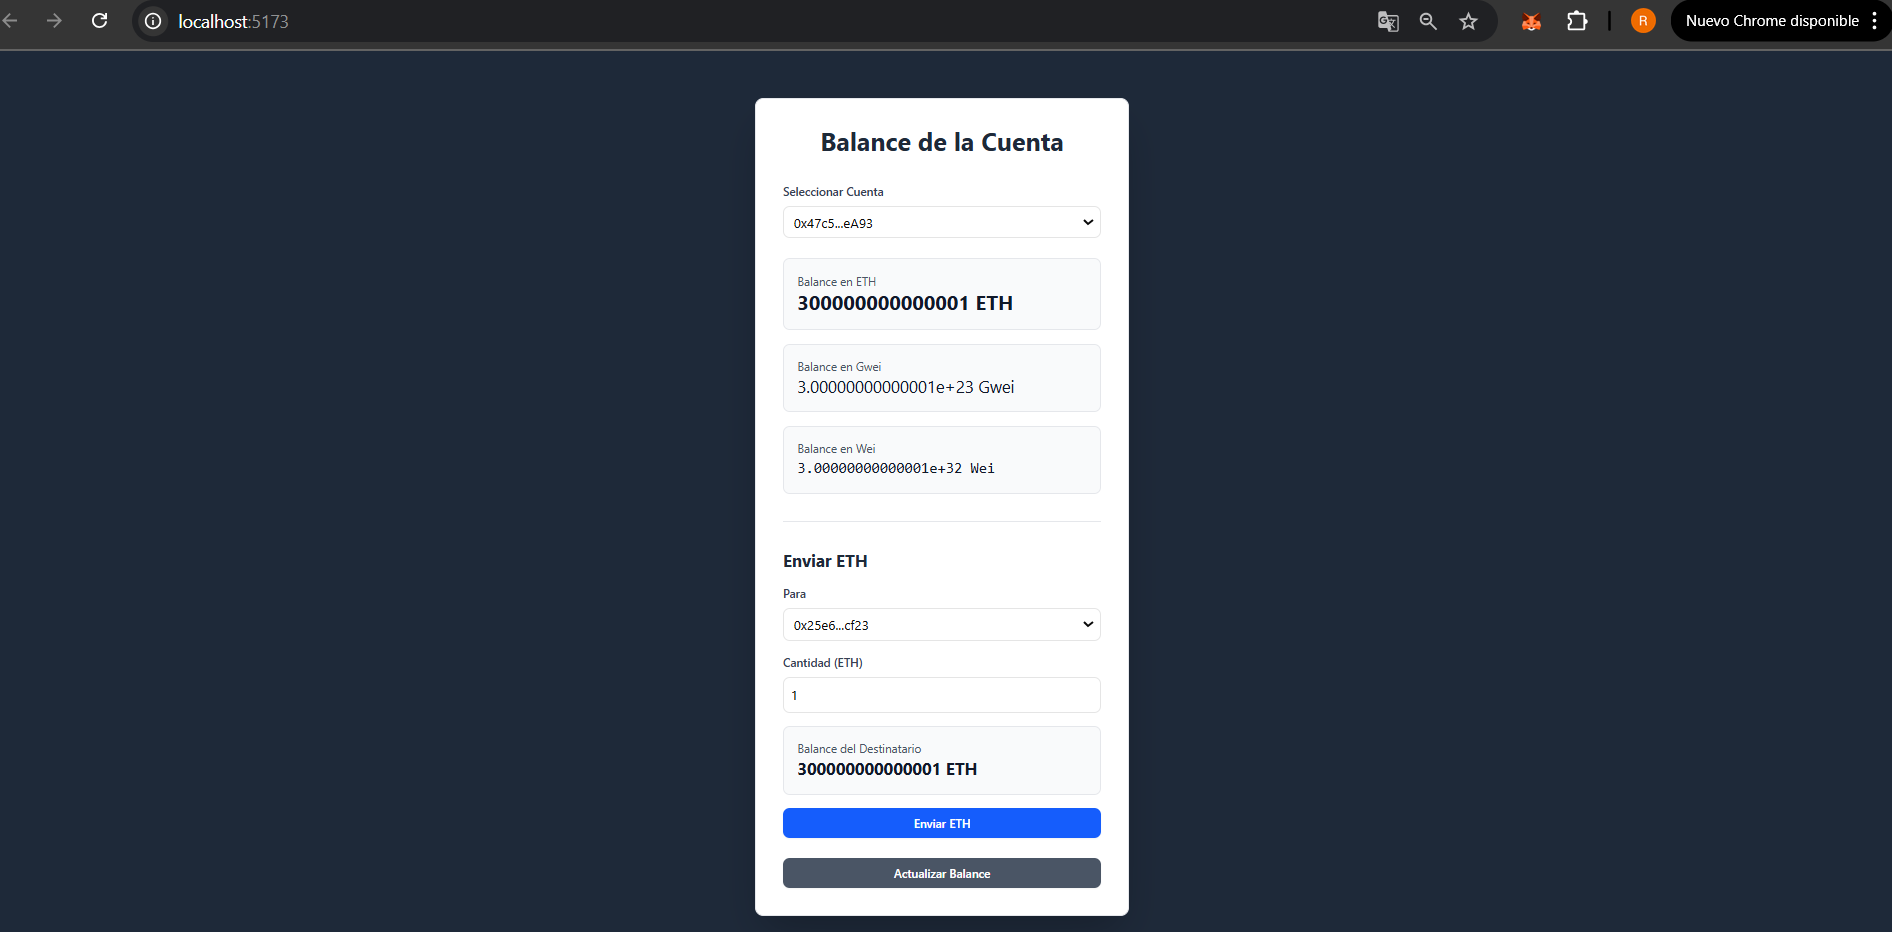 localhost:5173
R
Nuevo Chrome disponible
Balance de la Cuenta
Seleccionar Cuenta
0x47c5...eA93
Balance en ETH
300000000000001 ETH
Balance en Gwei
3.00000000000001e+23 Gwei
Balance en Wei
3.00000000000001e+32 Wei
Enviar ETH
Para
0x25e6...cf23
Cantidad (ETH)
1
Balance del Destinatario
300000000000001 ETH
Enviar ETH
Actualizar Balance